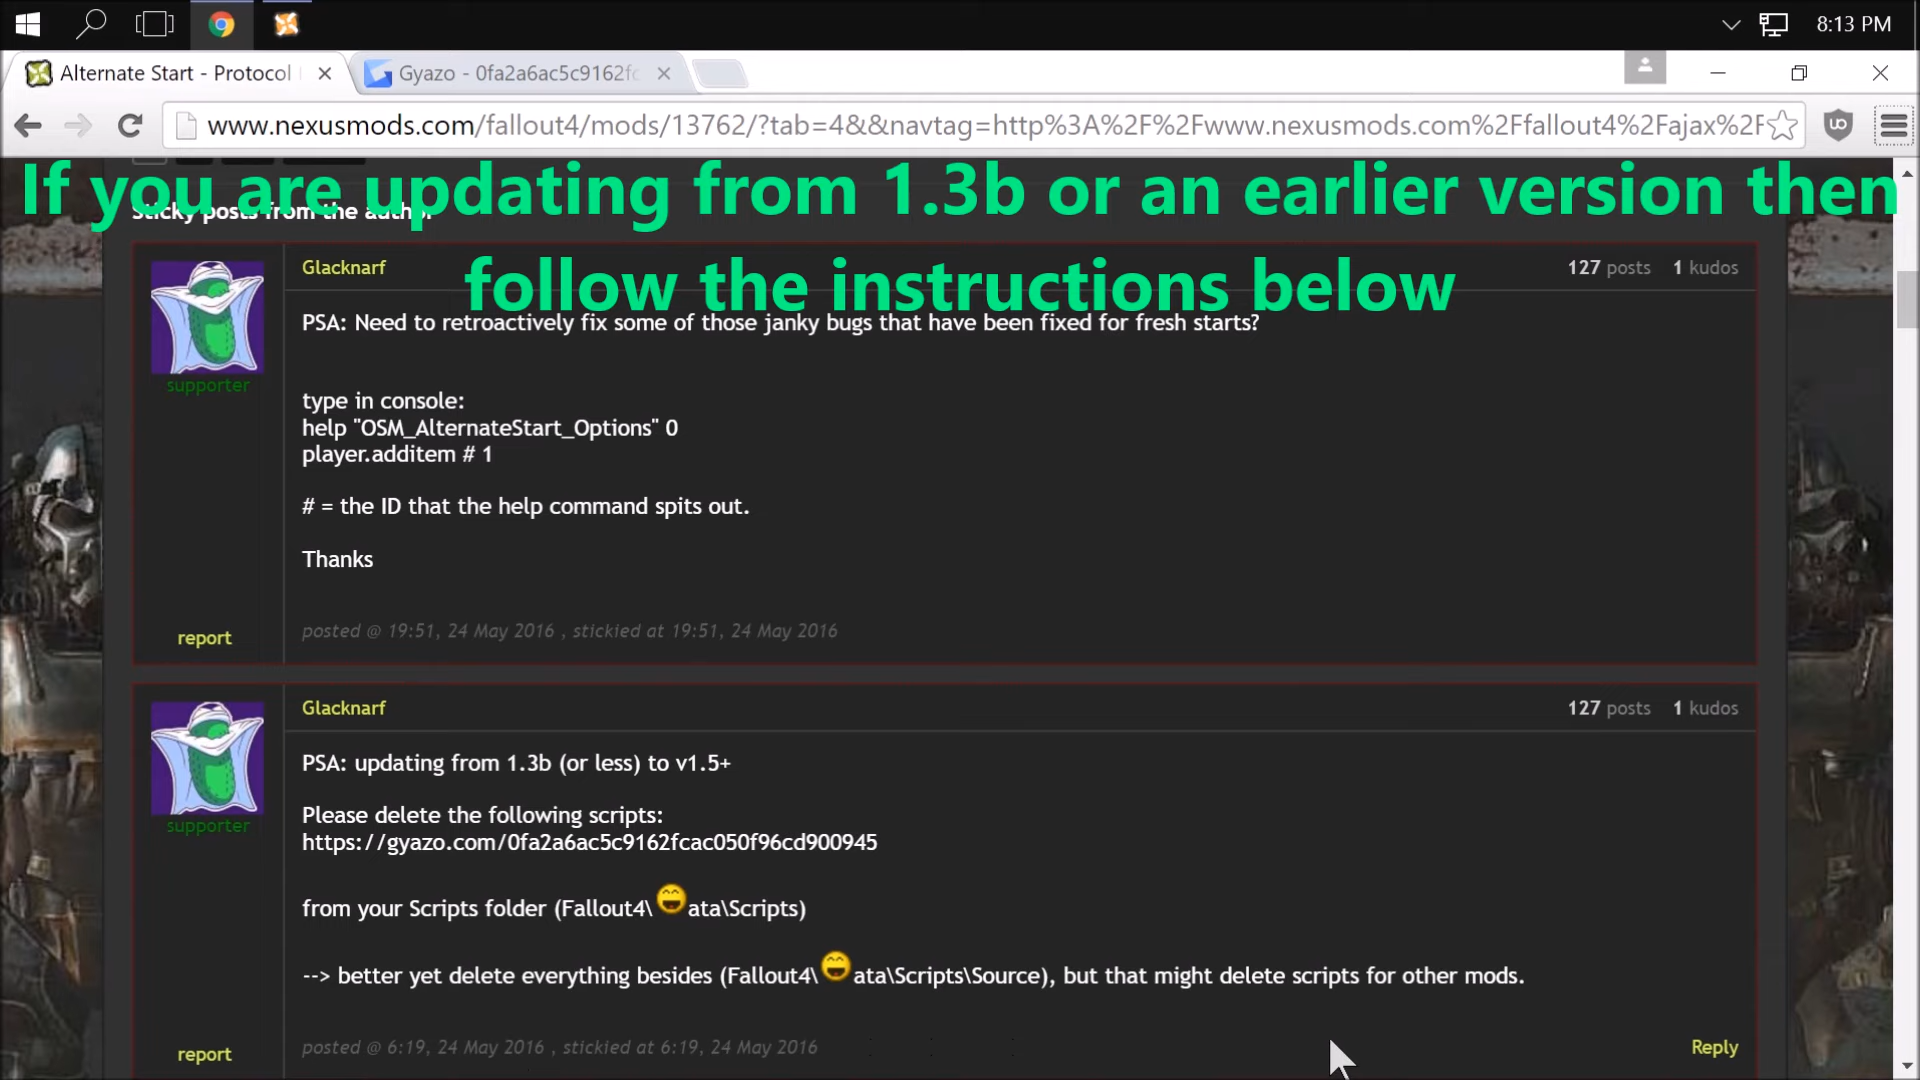 8:13 PM
Alternate Start - Protocol
Gyazo - 0fa2a6ac5c9162fc
www.nexusmods.com/fallout4/mods/13762/?tab=4&&navtag=http%3A%2F%2Fwww.nexusmods.com%2Ffallout4%2Fajax%2F
If you are updating from 1.3b or an earlier version then
follow the instructions below
Sticky posts from the author
Glacknarf
127 posts 1 kudos
supporter
PSA: Need to retroactively fix some of those janky bugs that have been fixed for fresh starts?
type in console:
help "OSM_AlternateStart_Options" 0
player.additem # 1
# = the ID that the help command spits out.
Thanks
report
posted @ 19:51, 24 May 2016 , stickied at 19:51, 24 May 2016
Glacknarf
127 posts 1 kudos
supporter
PSA: updating from 1.3b (or less) to v1.5+
Please delete the following scripts:
https://gyazo.com/0fa2a6ac5c9162fcac050f96cd900945
from your Scripts folder (Fallout4\ata\Scripts)
--> better yet delete everything besides (Fallout4\ata\Scripts\Source), but that might delete scripts for other mods.
report
posted @ 6:19, 24 May 2016 , stickied at 6:19, 24 May 2016
Reply